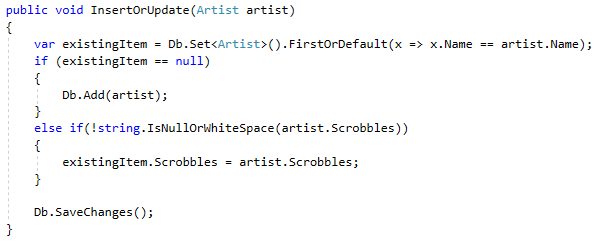 public void InsertOrUpdate(Artist artist)
{
    var existingItem = Db.Set<Artist>().FirstOrDefault(x => x.Name == artist.Name);
    if (existingItem == null)
    {
        Db.Add(artist);
    }
    else if(!string.IsNullOrWhiteSpace(artist.Scrobbles))
    {
        existingItem.Scrobbles = artist.Scrobbles;
    }

    Db.SaveChanges();
}